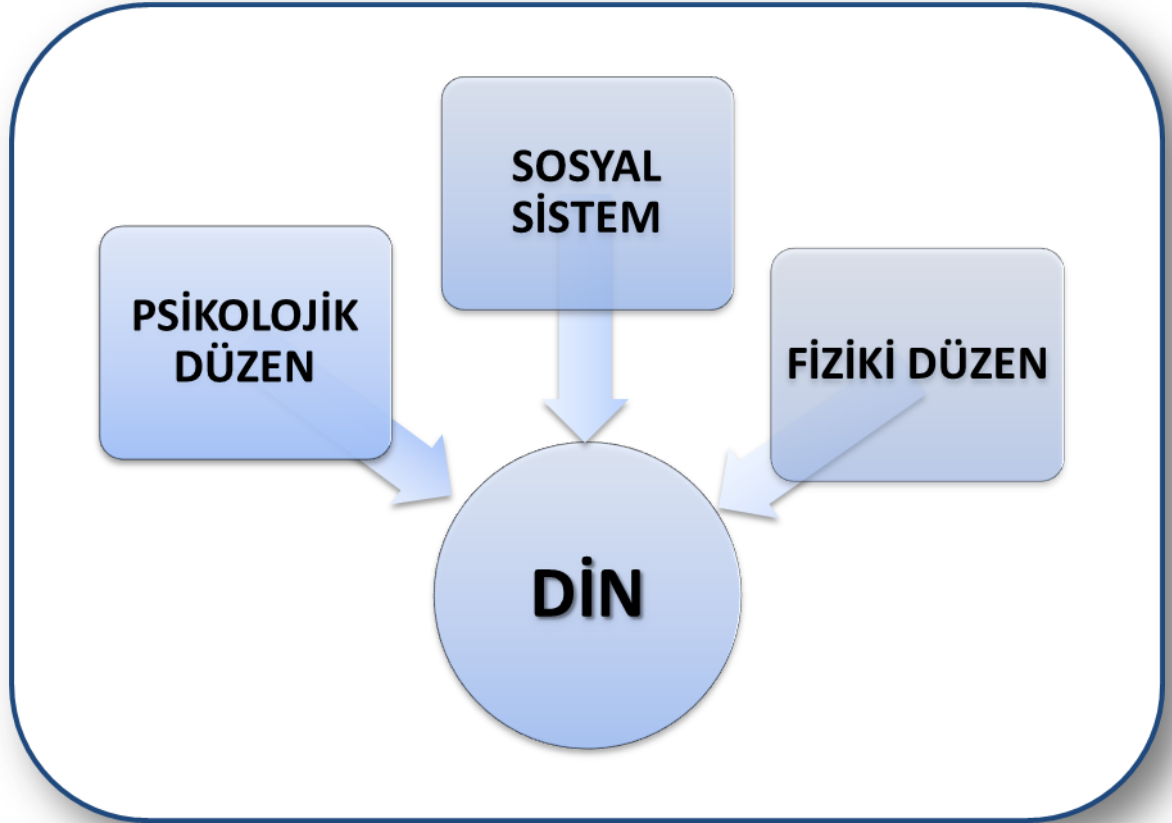 SOSYAL
SİSTEM
PSİKOLOJİK
DÜZEN
FİZİKİ DÜZEN
DİN